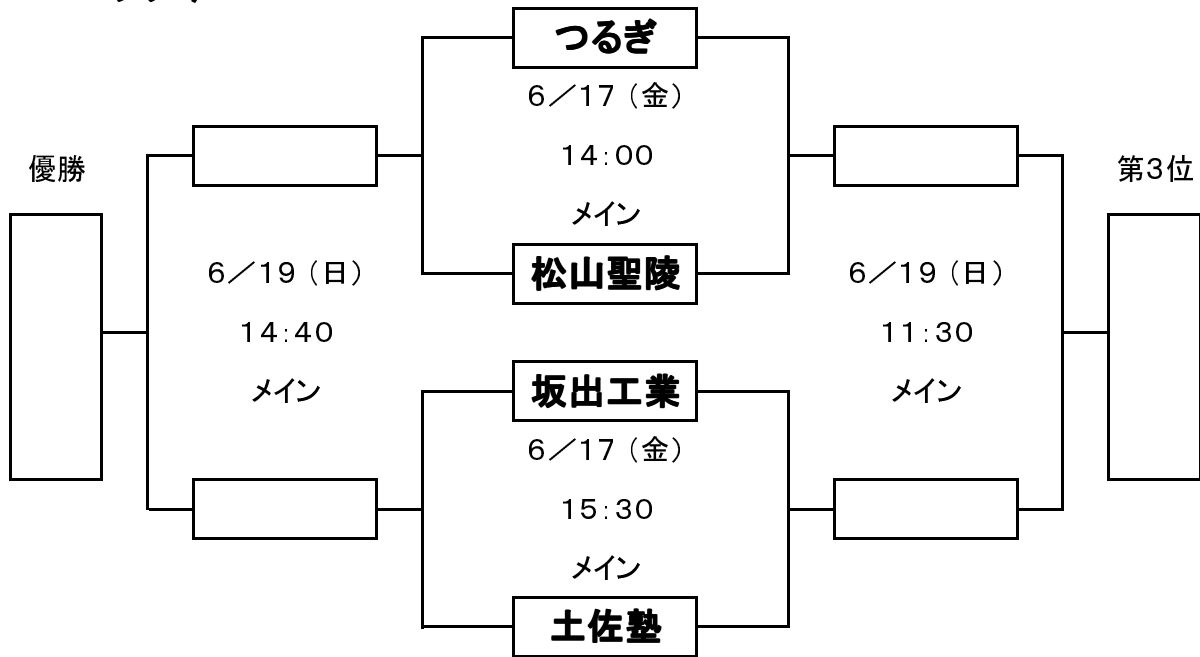 つるぎ
6／17（金）
14：00
メイン
松山聖陵
優勝
6／19（日）
14：40
メイン
第3位
6／19（日）
11：30
メイン
坂出工業
6／17（金）
15：30
メイン
土佐塾